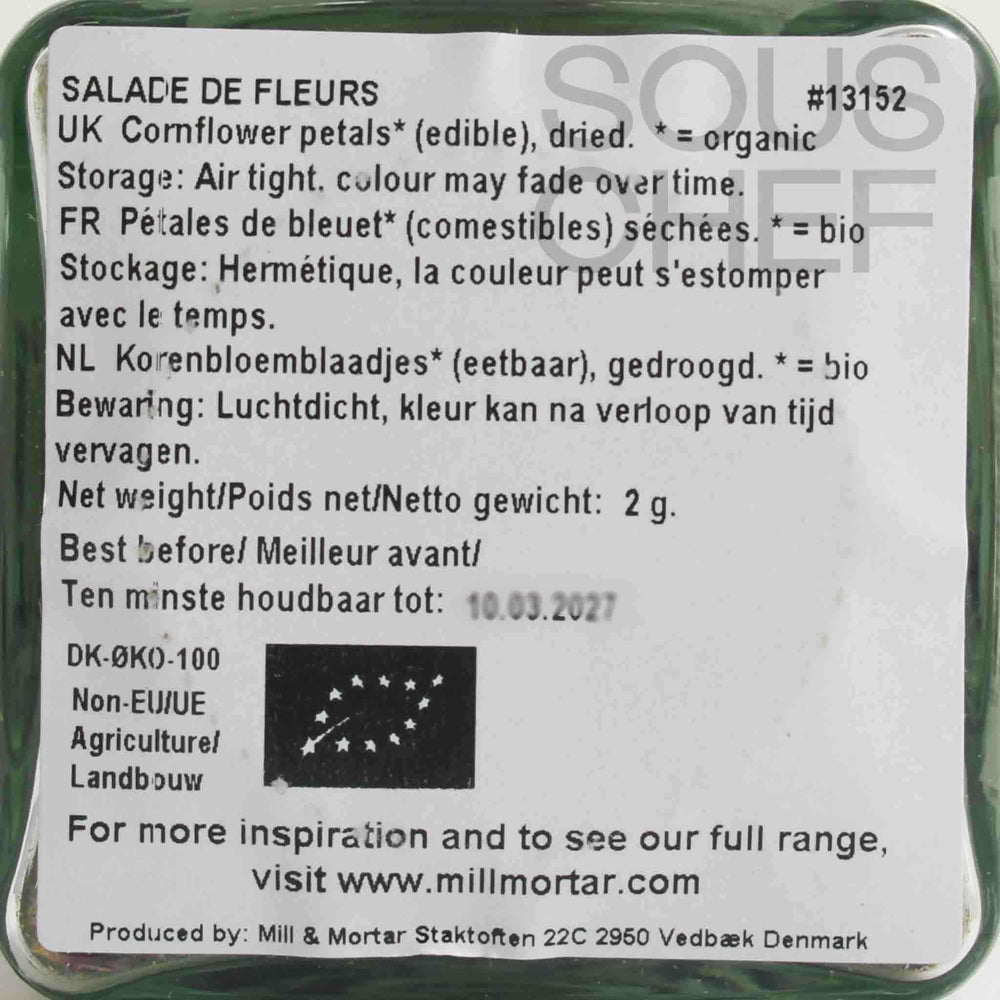 SOUS
CHEF
SALADE DE FLEURS #13152
UK Cornflower petals* (edible), dried. * = organic
Storage: Air tight. colour may fade over time.
FR Pétales de bleuet* (comestibles) séchées. * = bio
Stockage: Hermétique, la couleur peut s'estomper
avec le temps.
NL Korenbloemblaadjes* (eetbaar), gedroogd. * = bio
Bewaring: Luchtdicht, kleur kan na verloop van tijd
vervagen.
Net weight/Poids net/Netto gewicht: 2 g.
Best before/ Meilleur avant/
Ten minste houdbaar tot: 10.03.2027
DK-ØKO-100
Non-EU/UE
Agriculture/
Landbouw
For more inspiration and to see our full range,
visit www.millmortar.com
Produced by: Mill & Mortar Staktoften 22C 2950 Vedbæk Denmark